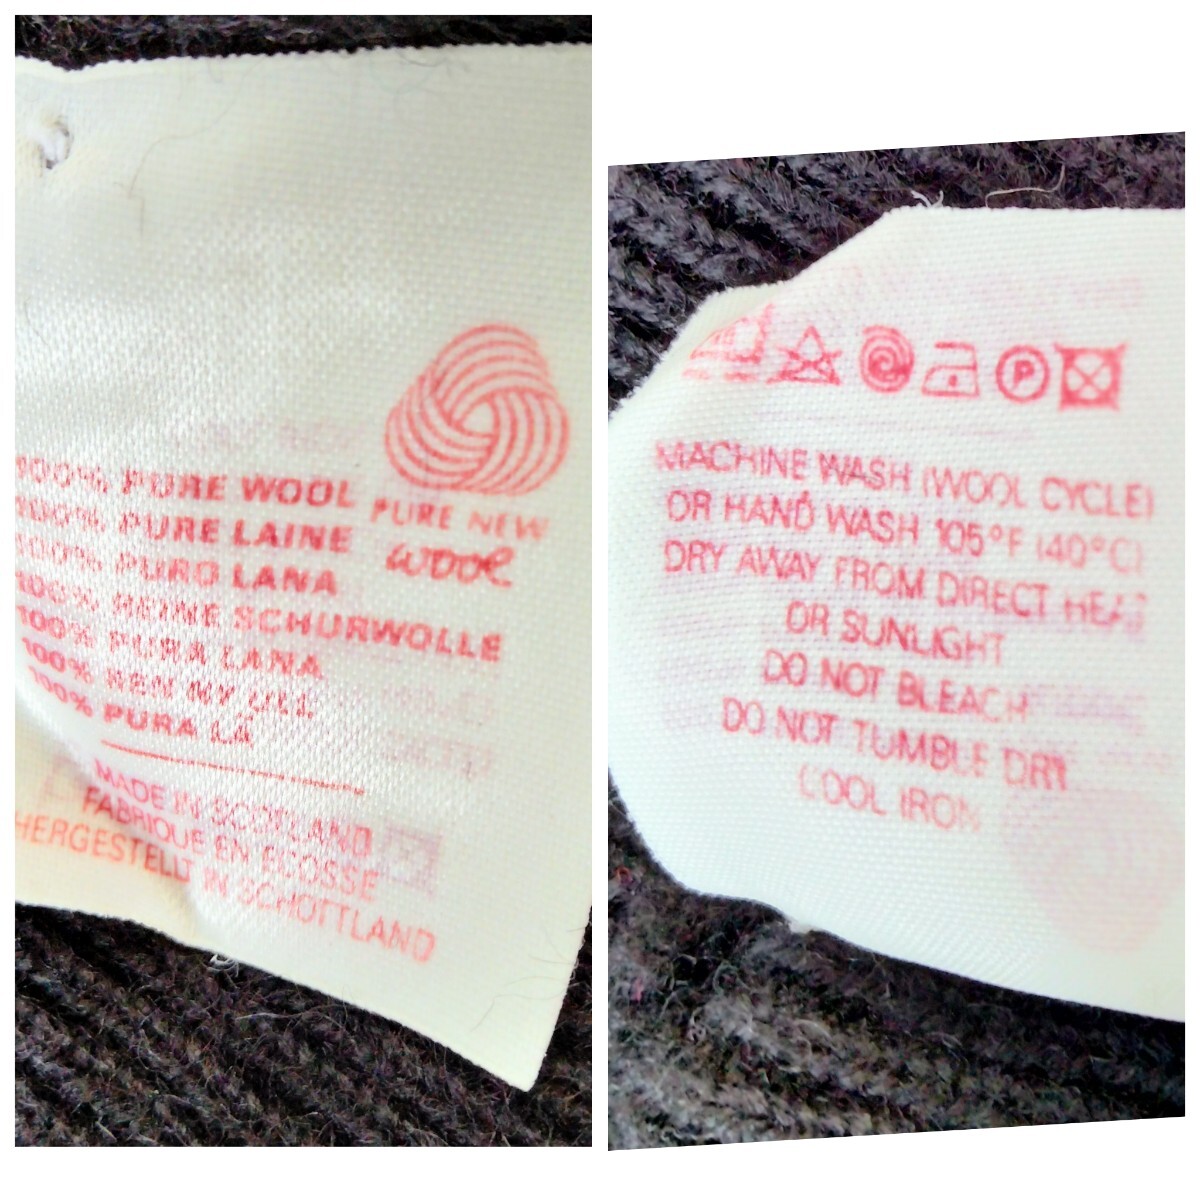 100% PURE WOOL
100% PURE LAINE
100% PURO LANA
100% REINE SCHURWOLLE
100% PURA LANA
100% REN NY ULL
100% PURA LÃ
PURE NEW
wool
MADE IN SCOTLAND
FABRIQUE EN ECOSSE
HERGESTELLT IN SCHOTTLAND
P
MACHINE WASH (WOOL CYCLE)
OR HAND WASH 105°F (40°C)
DRY AWAY FROM DIRECT HEAT
OR SUNLIGHT
DO NOT BLEACH
DO NOT TUMBLE DRY
COOL IRON